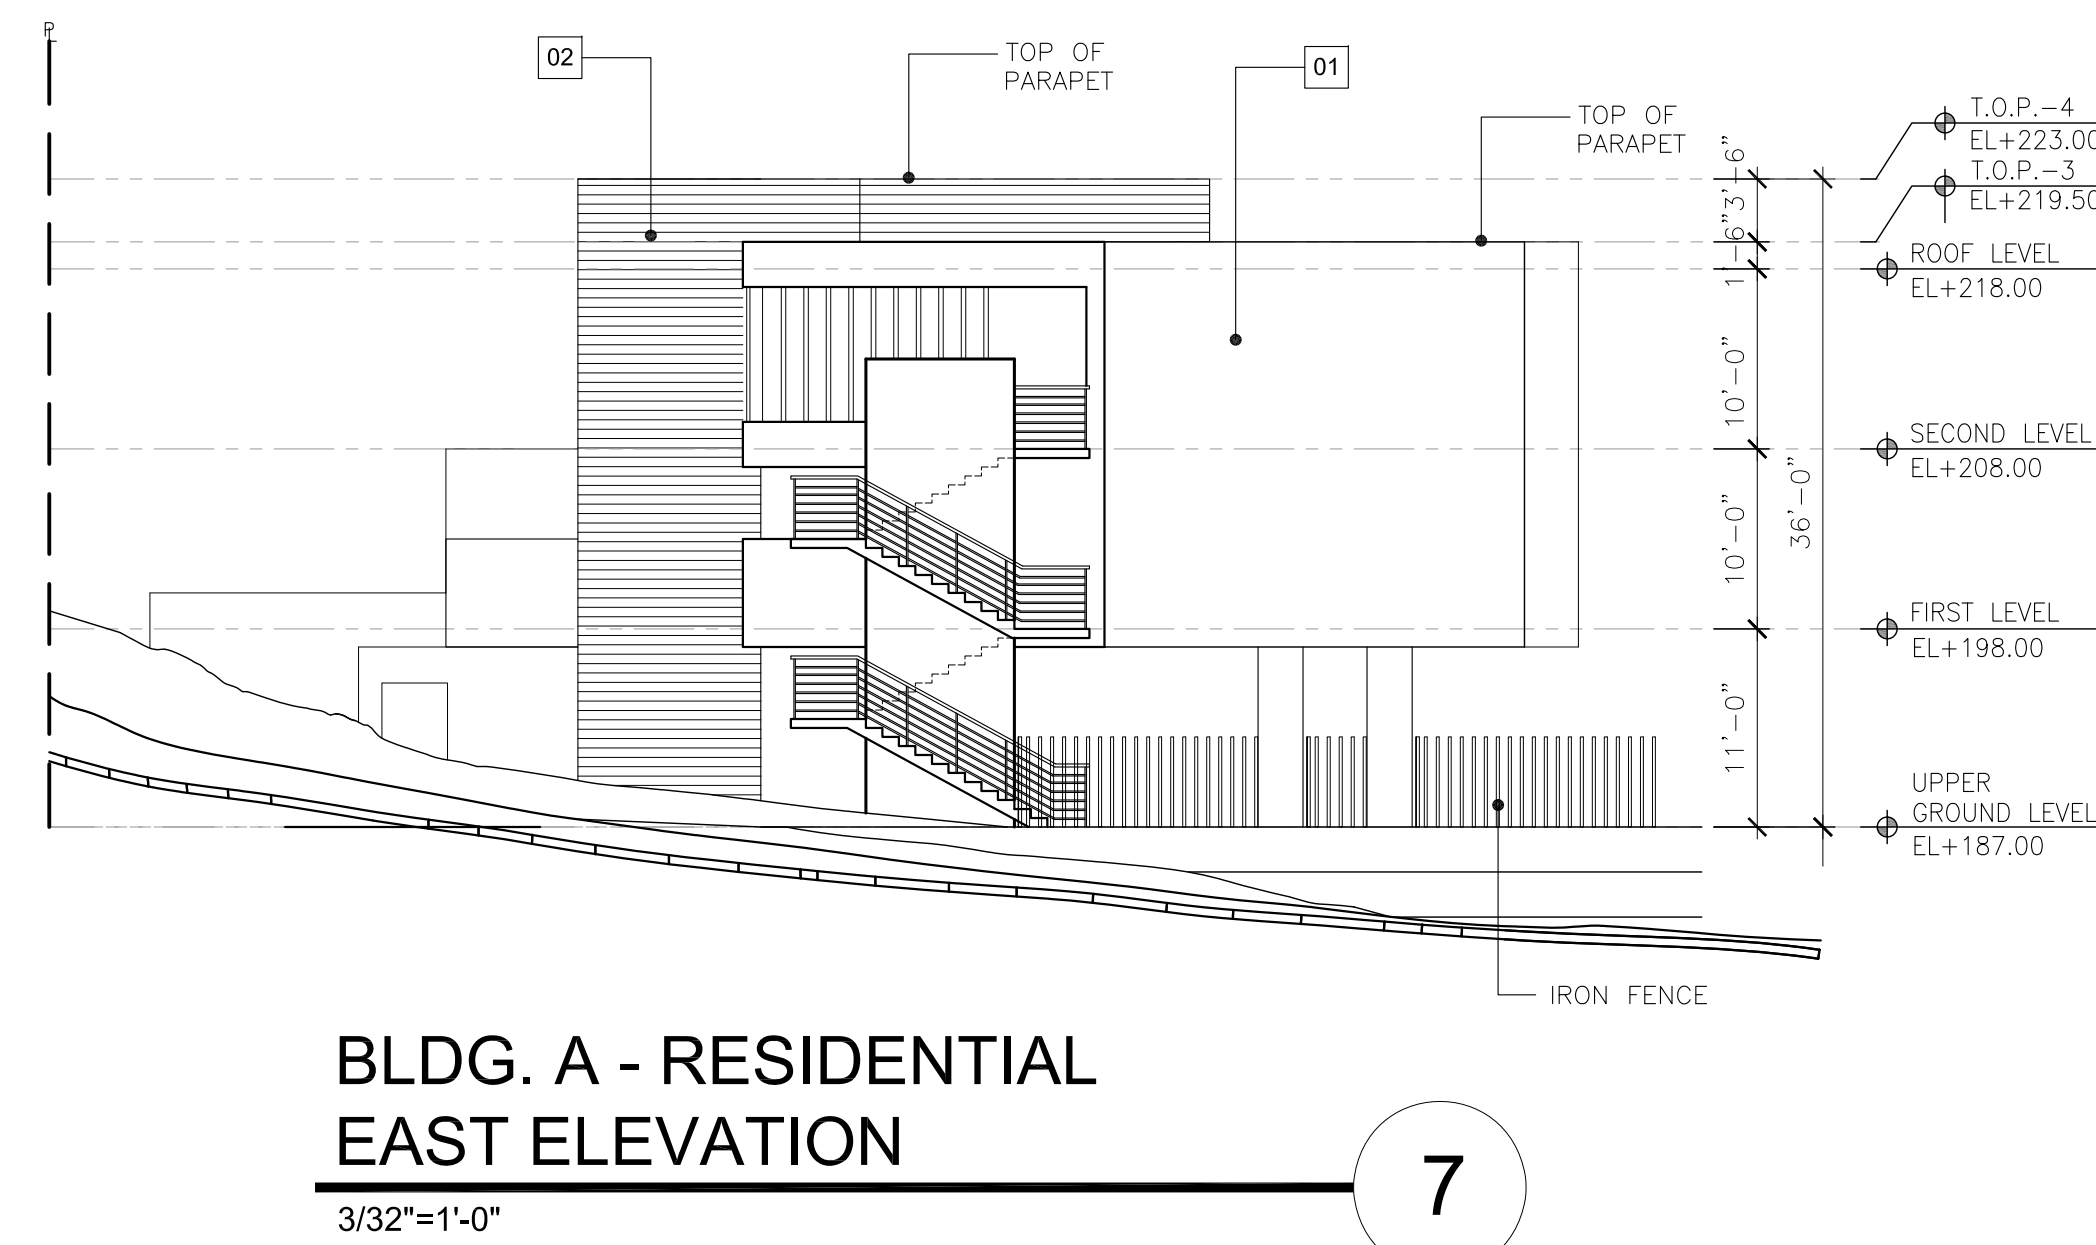 PL
02
TOP OF
PARAPET
01
TOP OF
PARAPET
T.O.P.-4
EL+223.00
T.O.P.-3
EL+219.50
3'-6"
1'-6"
ROOF LEVEL
EL+218.00
10'-0"
SECOND LEVEL
EL+208.00
10'-0"
36'-0"
FIRST LEVEL
EL+198.00
11'-0"
UPPER
GROUND LEVEL
EL+187.00
IRON FENCE
BLDG. A - RESIDENTIAL
EAST ELEVATION
7
3/32"=1'-0"